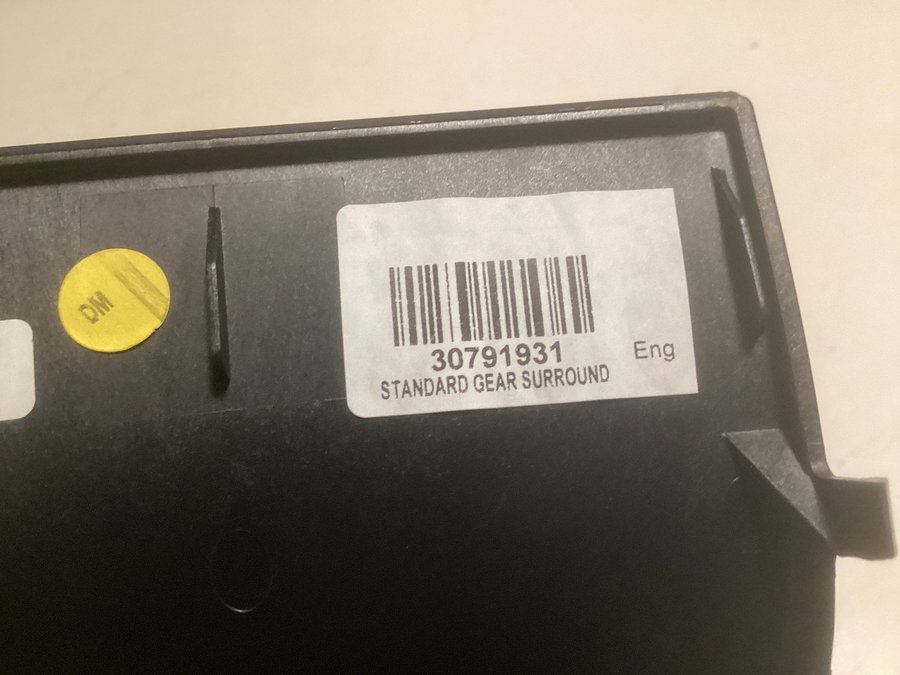 DM
30791931
Eng
STANDARD GEAR SURROUND